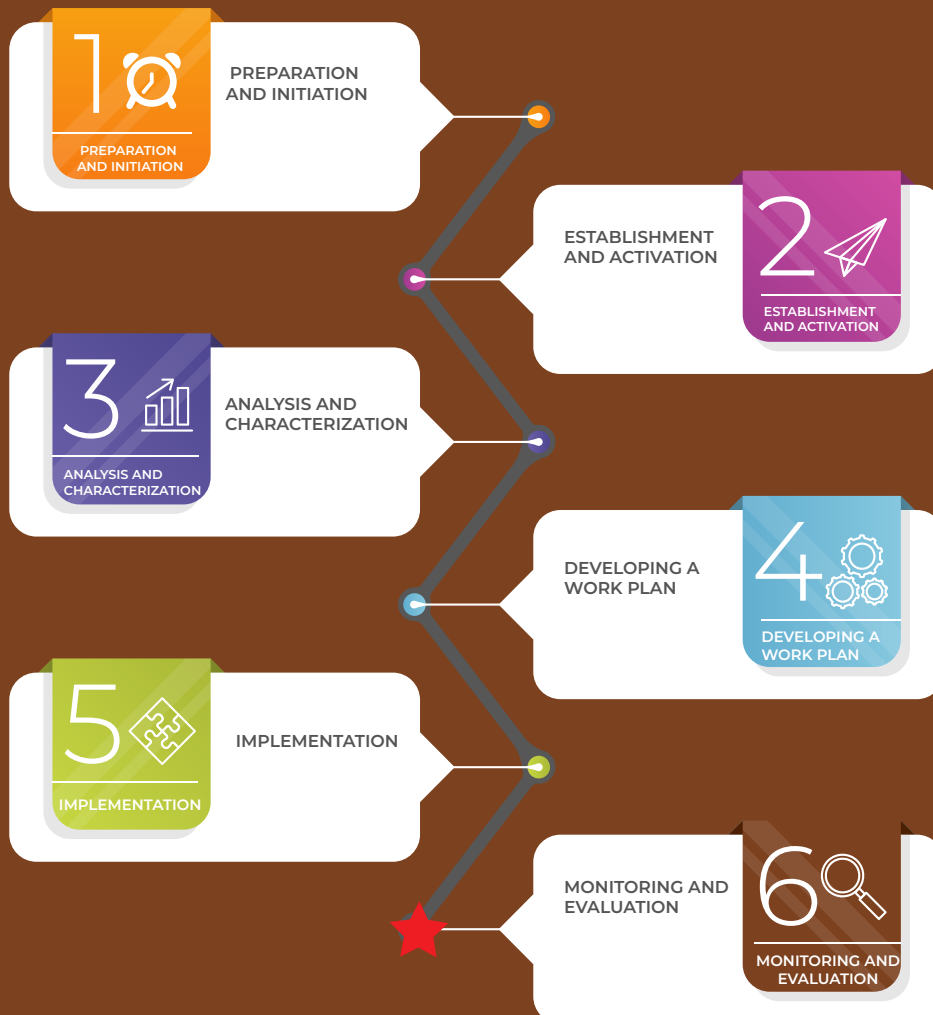 1
PREPARATION
AND INITIATION
PREPARATION
AND INITIATION
2
ESTABLISHMENT
AND ACTIVATION
ESTABLISHMENT
AND ACTIVATION
3
ANALYSIS AND
CHARACTERIZATION
ANALYSIS AND
CHARACTERIZATION
4
DEVELOPING A
WORK PLAN
DEVELOPING A
WORK PLAN
5
IMPLEMENTATION
IMPLEMENTATION
6
MONITORING AND
EVALUATION
MONITORING AND
EVALUATION